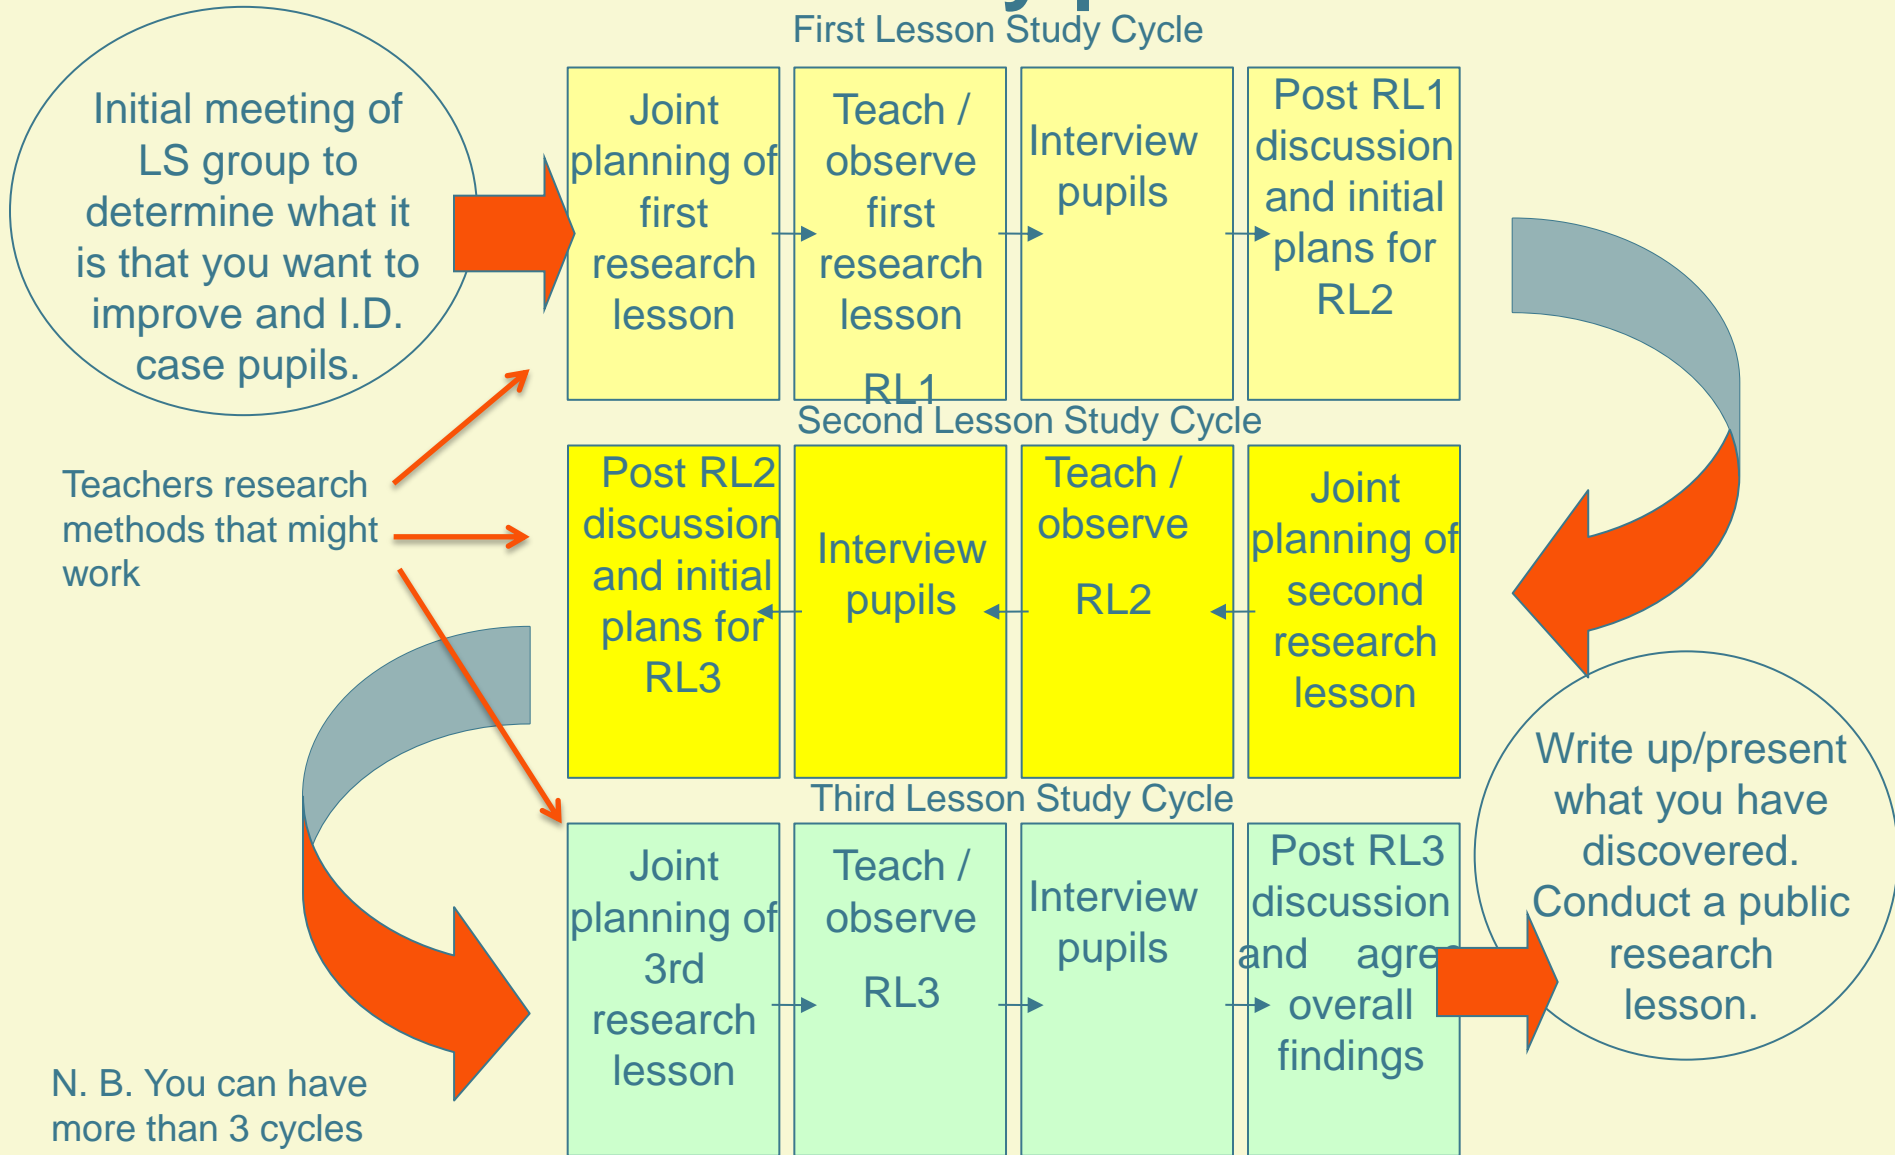 First Lesson Study Cycle
Initial meeting of
LS group to
determine what it
is that you want to
improve and I.D.
case pupils.
Joint
planning of
first
research
lesson
Teach /
observe
first
research
lesson
RL1
Interview
pupils
Post RL1
discussion
and initial
plans for
RL2
Second Lesson Study Cycle
Teachers research
methods that might
work
Post RL2
discussion
and initial
plans for
RL3
Interview
pupils
Teach /
observe
RL2
Joint
planning of
second
research
lesson
Third Lesson Study Cycle
Joint
planning of
3rd
research
lesson
Teach /
observe
RL3
Interview
pupils
Post RL3
discussion
and agree
overall
findings
Write up/present
what you have
discovered.
Conduct a public
research
lesson.
N. B. You can have
more than 3 cycles